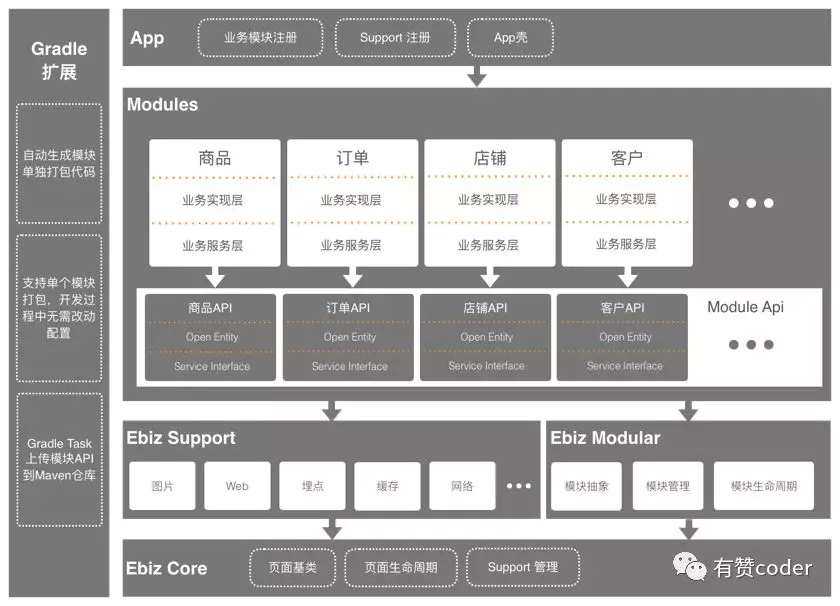 Gradle
扩展
自动生成模块
单独打包代码
支持单个模块
打包，开发过
程中无需改动
配置
Gradle Task
上传模块API
到Maven仓库
App
业务模块注册
Support 注册
App壳
Modules
商品
业务实现层
业务服务层
订单
业务实现层
业务服务层
店铺
业务实现层
业务服务层
客户
业务实现层
业务服务层
商品API
Open Entity
Service Interface
订单API
Open Entity
Service Interface
店铺API
Open Entity
Service Interface
客户API
Open Entity
Service Interface
Module Api
Ebiz Support
图片
Web
埋点
缓存
网络
Ebiz Modular
模块抽象
模块管理
模块生命周期
Ebiz Core
页面基类
页面生命周期
Support 管理
有赞coder